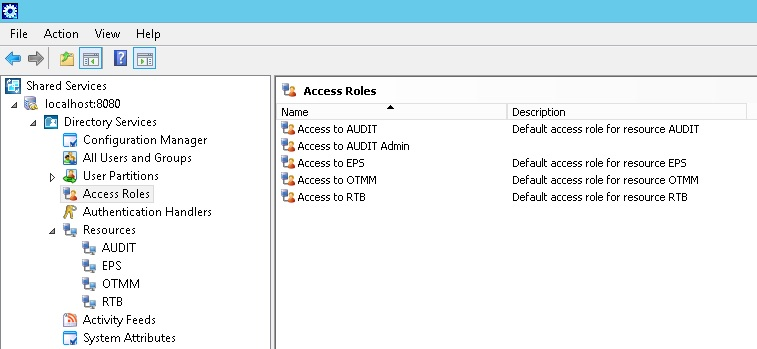 File Action View Help
Shared Services
localhost:8080
Directory Services
Configuration Manager
All Users and Groups
User Partitions
Access Roles
Authentication Handlers
Resources
AUDIT
EPS
OTMM
RTB
Activity Feeds
System Attributes
Access Roles
Name Description
Access to AUDIT Default access role for resource AUDIT
Access to AUDIT Admin
Access to EPS Default access role for resource EPS
Access to OTMM Default access role for resource OTMM
Access to RTB Default access role for resource RTB